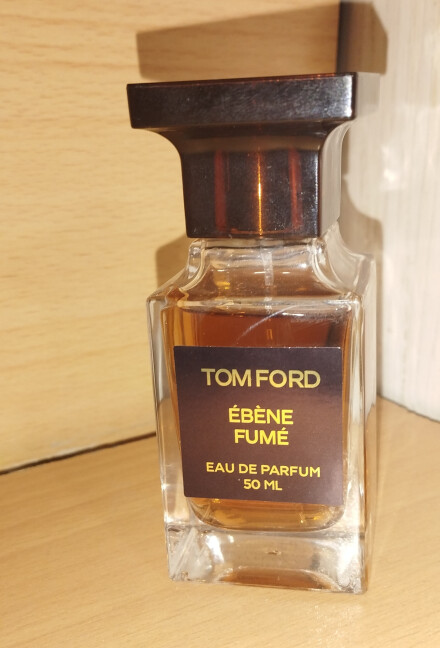 TOM FORD
ÉBÈNE
FUMÉ
EAU DE PARFUM
50 ML